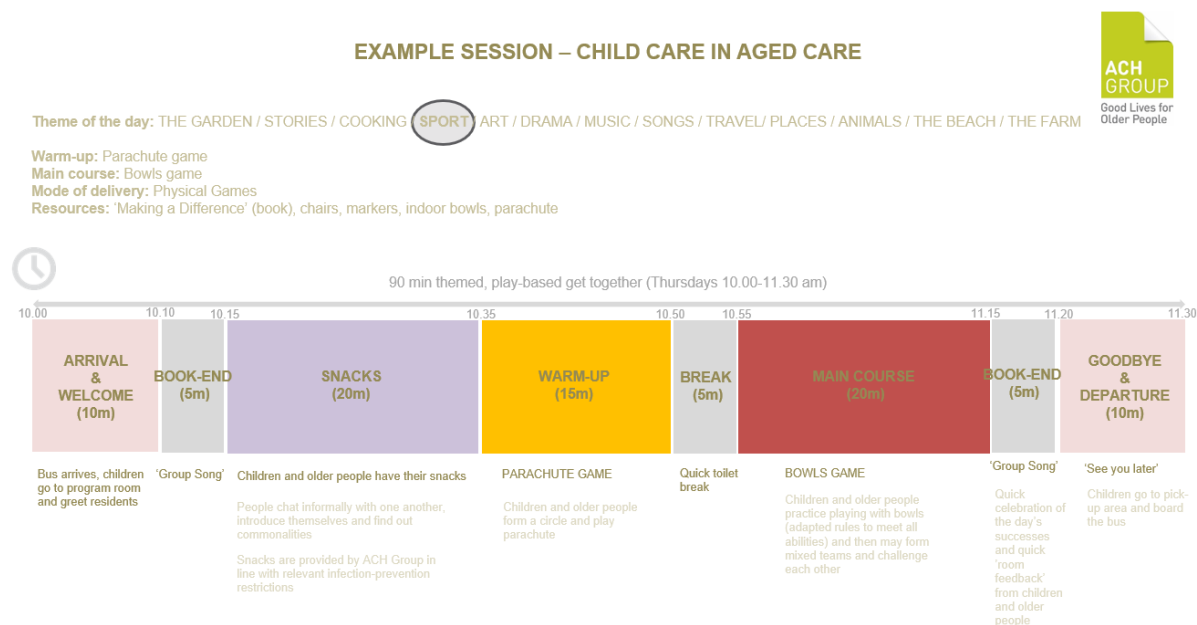 EXAMPLE SESSION – CHILD CARE IN AGED CARE
ACH
GROUP
Good Lives for
Older People
Theme of the day: THE GARDEN / STORIES / COOKING / SPORT / ART / DRAMA / MUSIC / SONGS / TRAVEL/ PLACES / ANIMALS / THE BEACH / THE FARM
Warm-up: Parachute game
Main course: Bowls game
Mode of delivery: Physical Games
Resources: ‘Making a Difference’ (book), chairs, markers, indoor bowls, parachute
90 min themed, play-based get together (Thursdays 10.00-11.30 am)
10.00 10.10 10.15 10.35 10.50 10.55 11.15 11.20 11.30
ARRIVAL
&
WELCOME
(10m)
BOOK-END
(5m)
SNACKS
(20m)
WARM-UP
(15m)
BREAK
(5m)
MAIN COURSE
(20m)
BOOK-END
(5m)
GOODBYE
&
DEPARTURE
(10m)
Bus arrives, children
go to program room
and greet residents
‘Group Song’
Children and older people have their snacks
People chat informally with one another,
introduce themselves and find out
commonalities
Snacks are provided by ACH Group in
line with relevant infection-prevention
restrictions
PARACHUTE GAME
Children and older people
form a circle and play
parachute
Quick toilet
break
BOWLS GAME
Children and older people
practice playing with bowls
(adapted rules to meet all
abilities) and then may form
mixed teams and challenge
each other
‘Group Song’
Quick
celebration of
the day’s
successes
and quick
‘room
feedback’
from children
and older
people
‘See you later’
Children go to pick-
up area and board
the bus